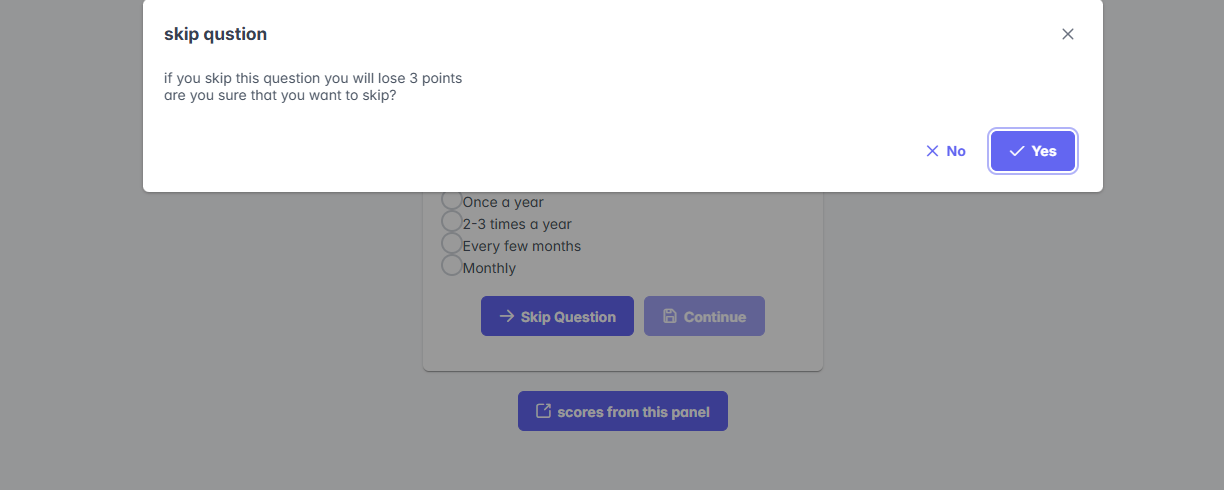 skip qustion
if you skip this question you will lose 3 points
are you sure that you want to skip?
No
Yes
Once a year
2-3 times a year
Every few months
Monthly
Skip Question
Continue
scores from this panel